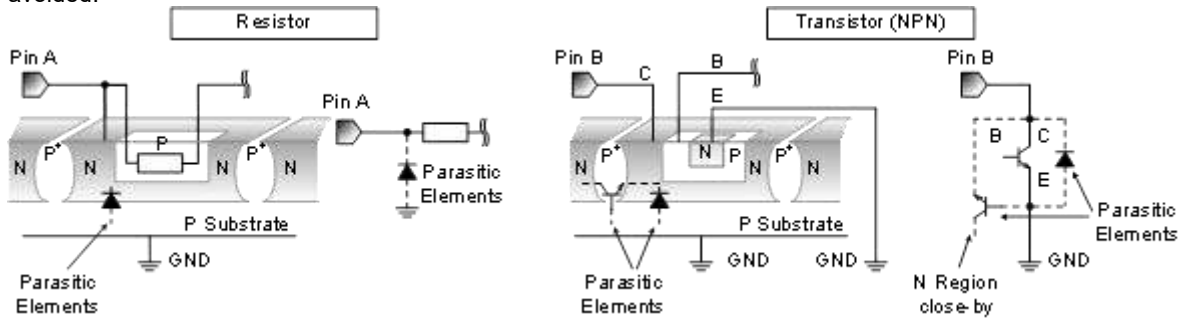 avoided.
Resistor
Transistor (NPN)
Pin A
Pin B
Pin B
C
B
E
Pin A
N
P+
N
P
N
P+
N
Parasitic
Elements
P Substrate
GND
Parasitic
Elements
N
P+
N
N
P
N
P+
N
P Substrate
GND
GND
Parasitic
Elements
B
C
E
Parasitic
Elements
GND
N Region
close-by